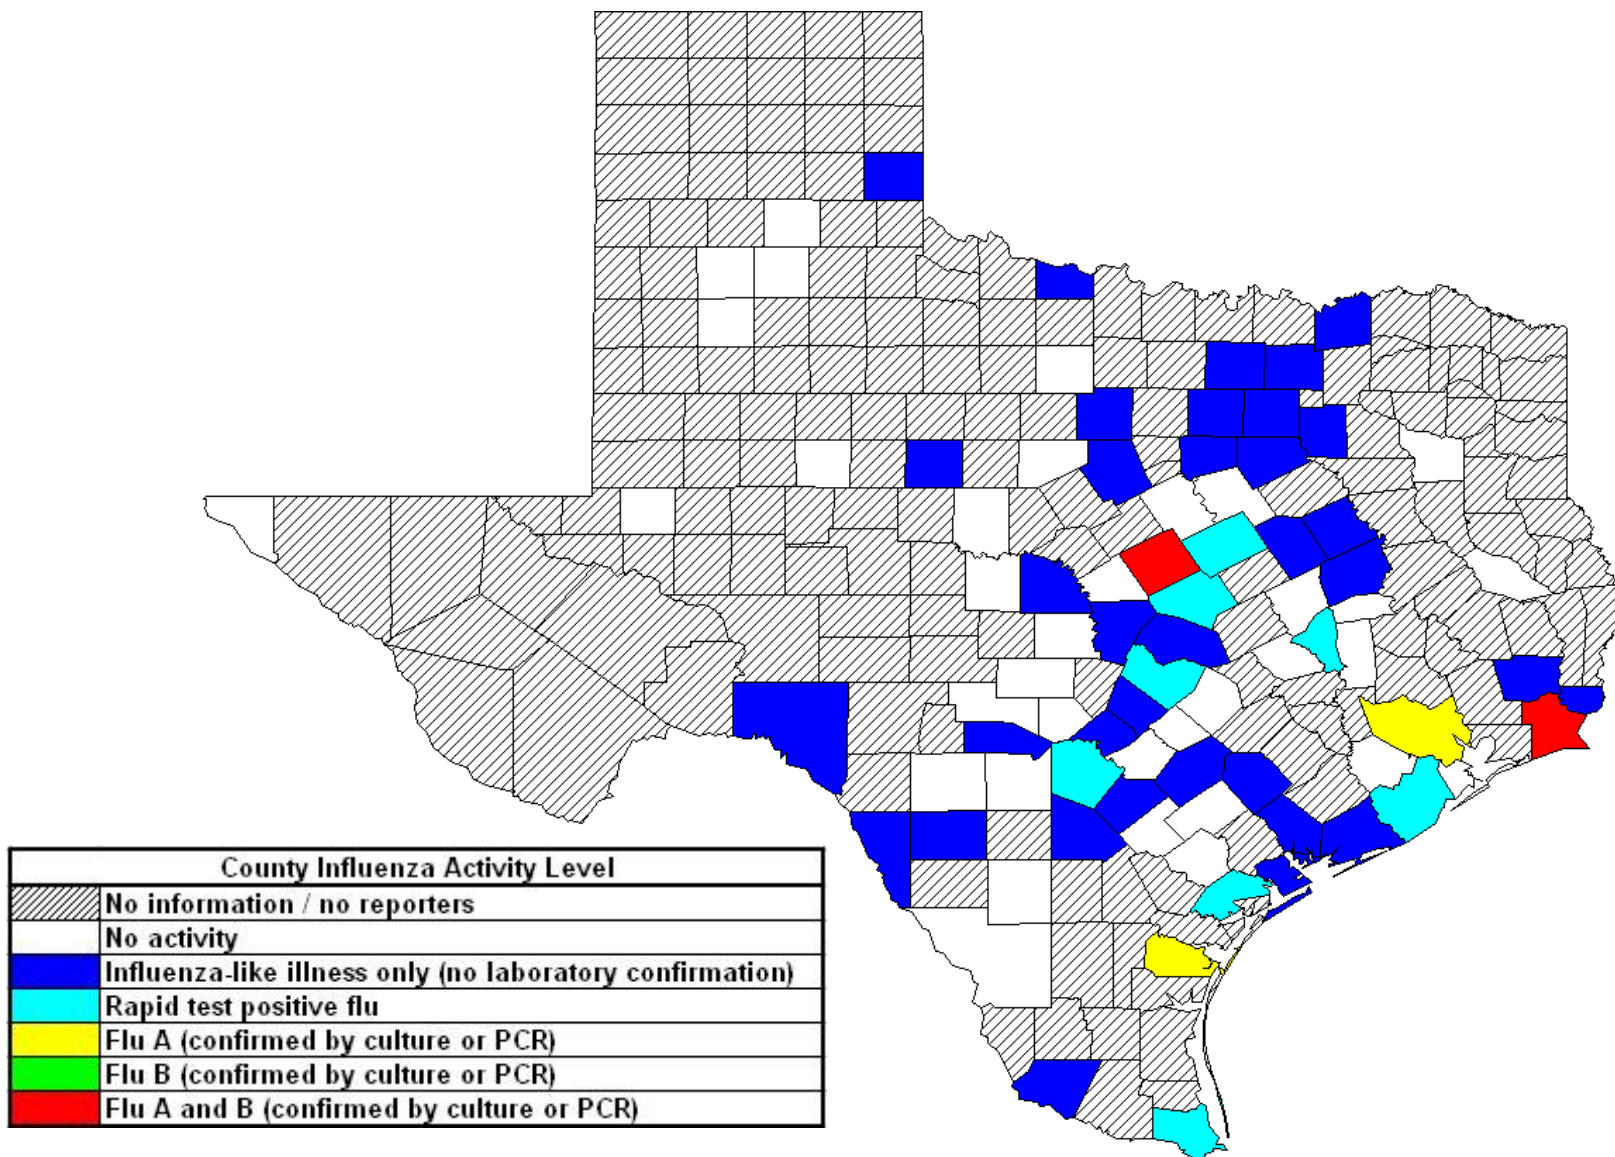 County Influenza Activity Level
No information / no reporters
No activity
Influenza-like illness only (no laboratory confirmation)
Rapid test positive flu
Flu A (confirmed by culture or PCR)
Flu B (confirmed by culture or PCR)
Flu A and B (confirmed by culture or PCR)